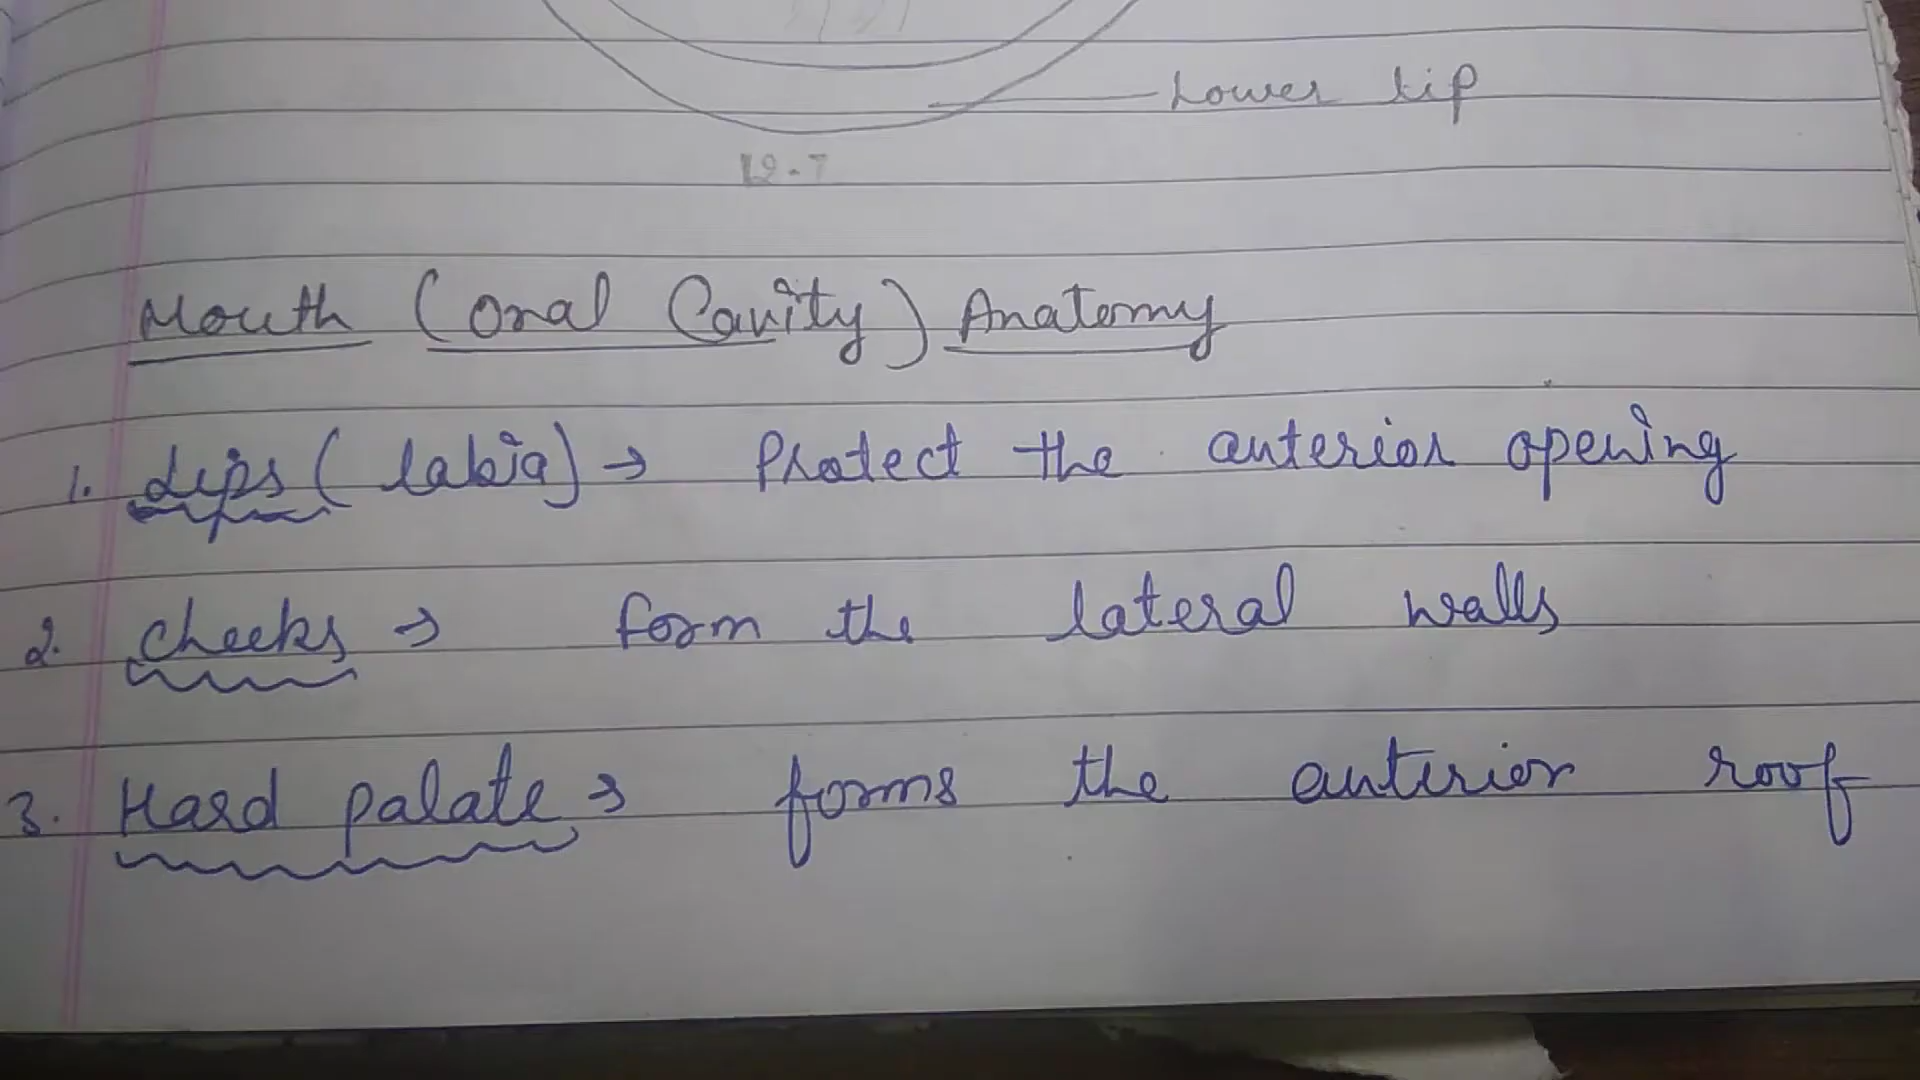 Lower lip
12.7
Mouth (Oral Cavity) Anatomy
1. Lips (labia) → Protect the anterior opening
2. Cheeks → form the lateral walls
3. Hard palate → forms the anterior roof